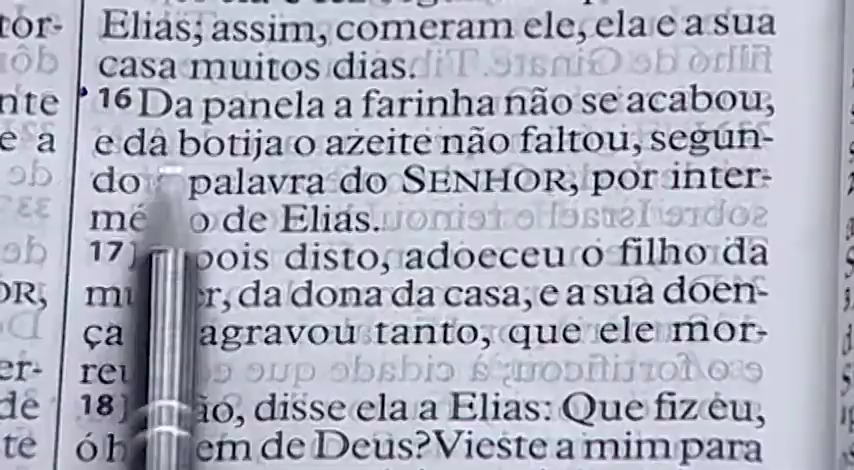 Elias; assim, comeram ele, ela e a sua
casa muitos dias.
16 Da panela a farinha não se acabou,
e da botija o azeite não faltou, segun-
do palavra do SENHOR, por inter-
mé o de Elias.
17 pois disto, adoeceu o filho da
da dona da casa, e a sua doen-
ça agravou tanto, que ele mor-
reu
18 disse ela a Elias: Que fiz eu,
ó de Deus? Vieste a mim para